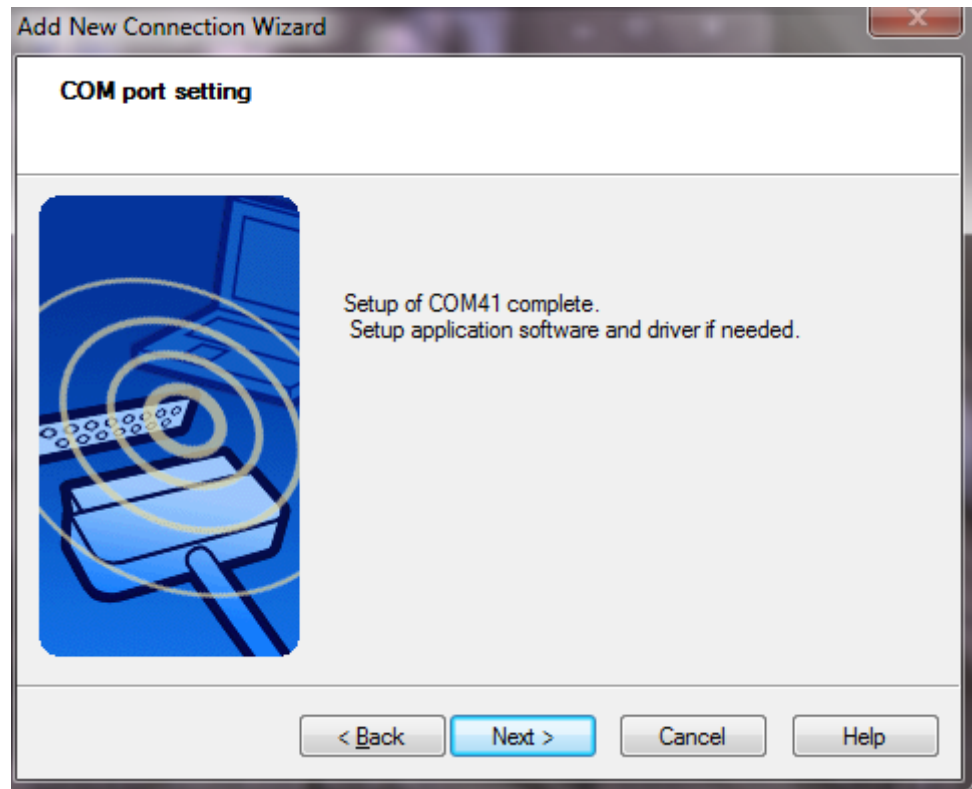 Add New Connection Wizard
COM port setting
Setup of COM41 complete.
Setup application software and driver if needed.
< Back
Next >
Cancel
Help